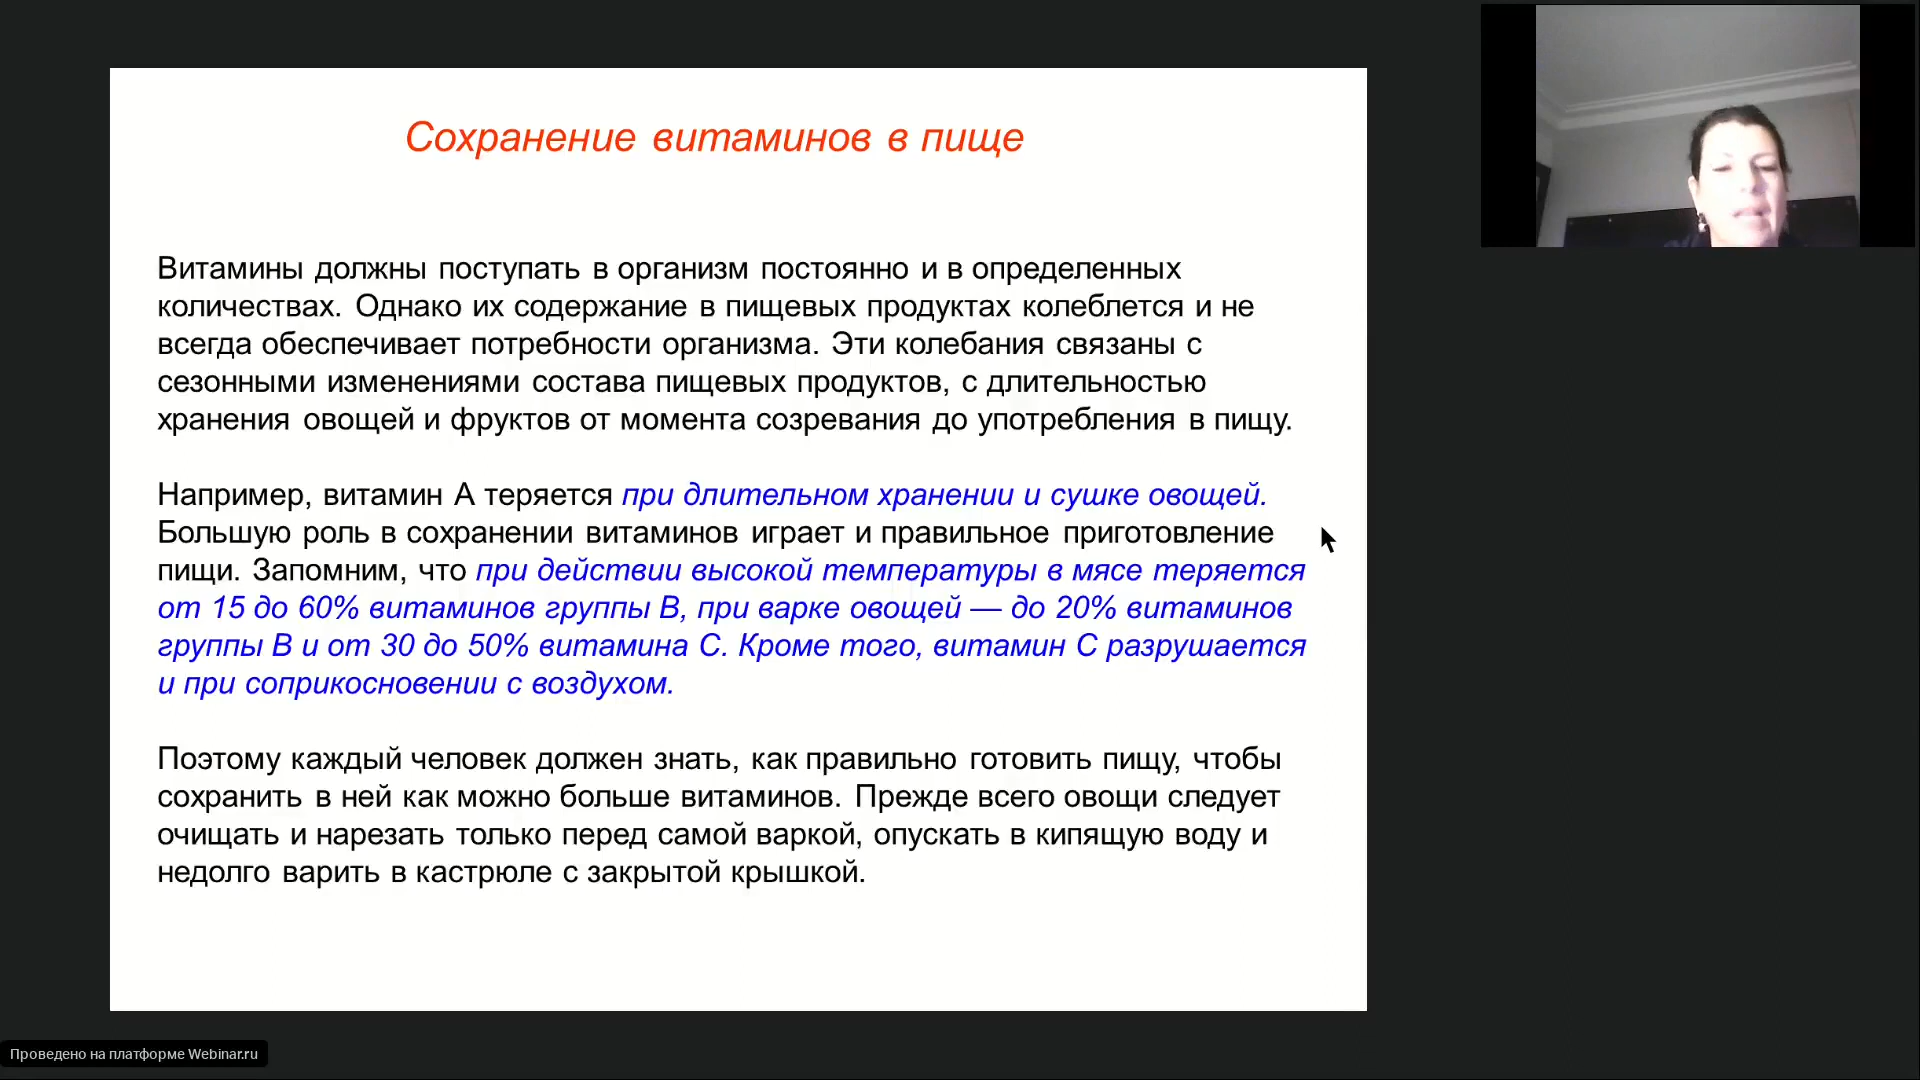 Сохранение витаминов в пище
Витамины должны поступать в организм постоянно и в определенных
количествах. Однако их содержание в пищевых продуктах колеблется и не
всегда обеспечивает потребности организма. Эти колебания связаны с
сезонными изменениями состава пищевых продуктов, с длительностью
хранения овощей и фруктов от момента созревания до употребления в пищу.
Например, витамин А теряется при длительном хранении и сушке овощей.
Большую роль в сохранении витаминов играет и правильное приготовление
пищи. Запомним, что при действии высокой температуры в мясе теряется
от 15 до 60% витаминов группы В, при варке овощей — до 20% витаминов
группы В и от 30 до 50% витамина С. Кроме того, витамин С разрушается
и при соприкосновении с воздухом.
Поэтому каждый человек должен знать, как правильно готовить пищу, чтобы
сохранить в ней как можно больше витаминов. Прежде всего овощи следует
очищать и нарезать только перед самой варкой, опускать в кипящую воду и
недолго варить в кастрюле с закрытой крышкой.
Проведено на платформе Webinar.ru